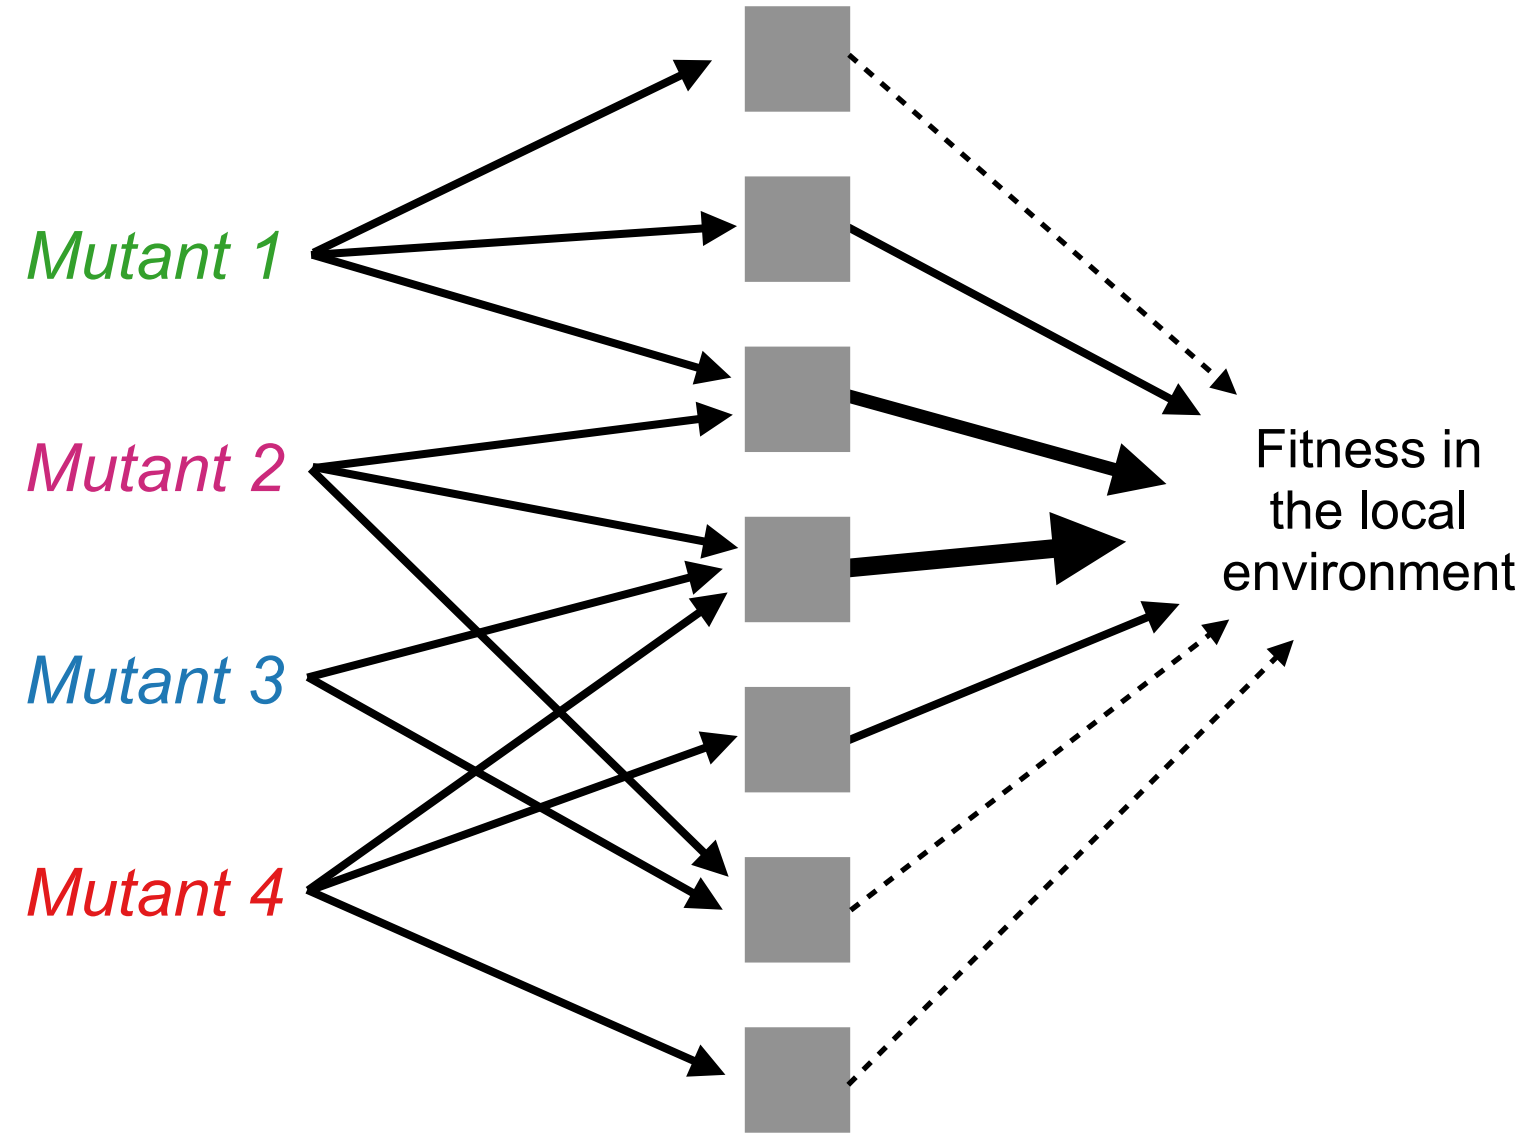 Mutant 1
Mutant 2
Mutant 3
Mutant 4
Fitness in
the local
environment